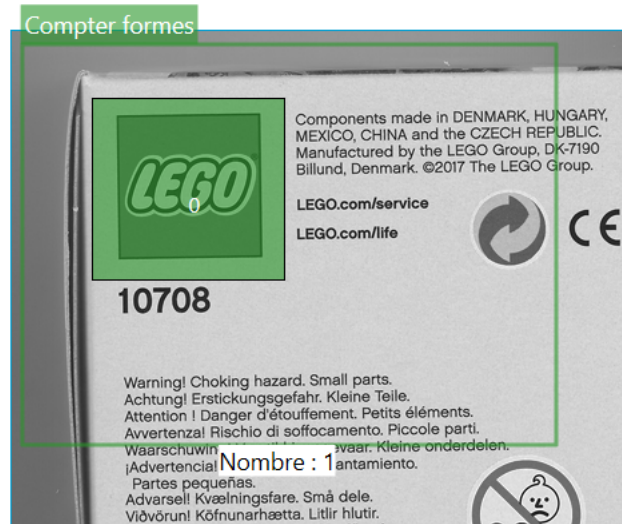 Compter formes
LEGO
0
Components made in DENMARK, HUNGARY,
MEXICO, CHINA and the CZECH REPUBLIC.
Manufactured by the LEGO Group, DK-7190
Billund, Denmark. ©2017 The LEGO Group.
LEGO.com/service
LEGO.com/life
CE
10708
Warning! Choking hazard. Small parts.
Achtung! Erstickungsgefahr. Kleine Teile.
Attention ! Danger d'étouffement. Petits éléments.
Avvertenza! Rischio di soffocamento. Piccole parti.
Kleine onderdelen.
¡Advertencia!
Nombre : 1
Partes pequeñas.
Advarsel! Kvælningsfare. Små dele.
Viðvörun! Köfnunarhætta. Litlir hlutir.